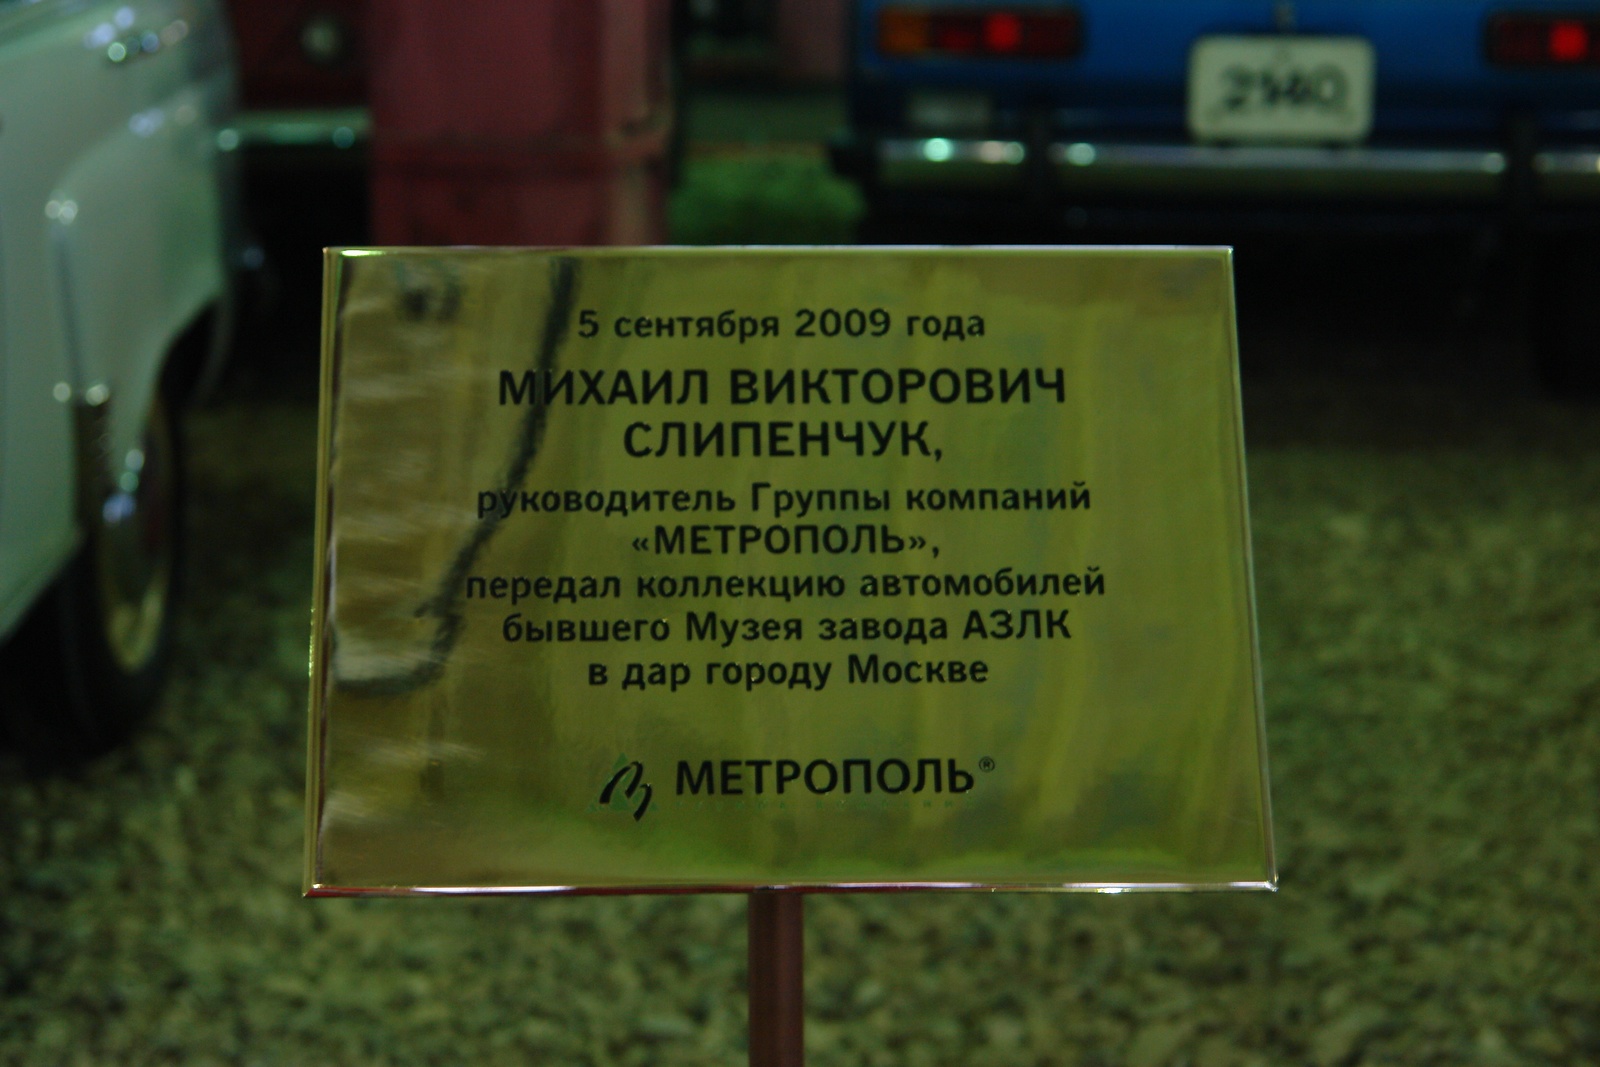 2140
5 сентября 2009 года
МИХАИЛ ВИКТОРОВИЧ
СЛИПЕНЧУК,
руководитель Группы компаний
«МЕТРОПОЛЬ»,
передал коллекцию автомобилей
бывшего Музея завода АЗЛК
в дар городу Москве
МЕТРОПОЛЬ®